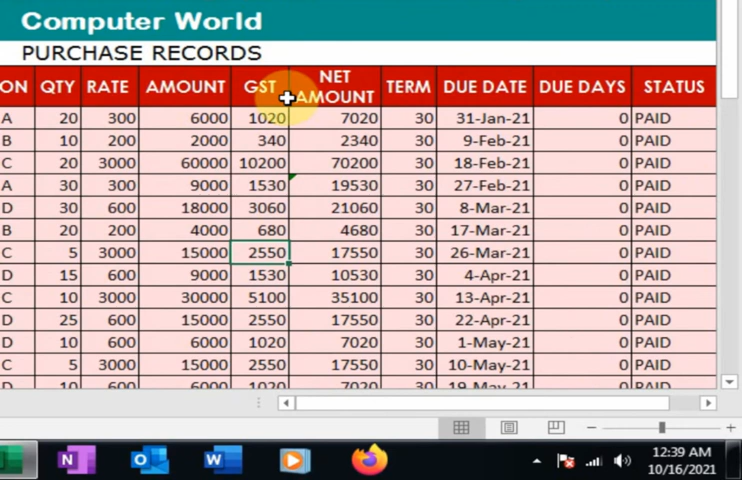 Computer World
PURCHASE RECORDS
ON QTY RATE AMOUNT GST NET AMOUNT TERM DUE DATE DUE DAYS STATUS
A 20 300 6000 1020 7020 30 31-Jan-21 0 PAID
B 10 200 2000 340 2340 30 9-Feb-21 0 PAID
C 20 3000 60000 10200 70200 30 18-Feb-21 0 PAID
A 30 300 9000 1530 19530 30 27-Feb-21 0 PAID
D 30 600 18000 3060 21060 30 8-Mar-21 0 PAID
B 20 200 4000 680 4680 30 17-Mar-21 0 PAID
C 5 3000 15000 2550 17550 30 26-Mar-21 0 PAID
D 15 600 9000 1530 10530 30 4-Apr-21 0 PAID
C 10 3000 30000 5100 35100 30 13-Apr-21 0 PAID
D 25 600 15000 2550 17550 30 22-Apr-21 0 PAID
D 10 600 6000 1020 7020 30 1-May-21 0 PAID
C 5 3000 15000 2550 17550 30 10-May-21 0 PAID
D 10 600 6000 1020 7020 30 19-May-21 0 PAID
N W
12:39 AM
10/16/2021